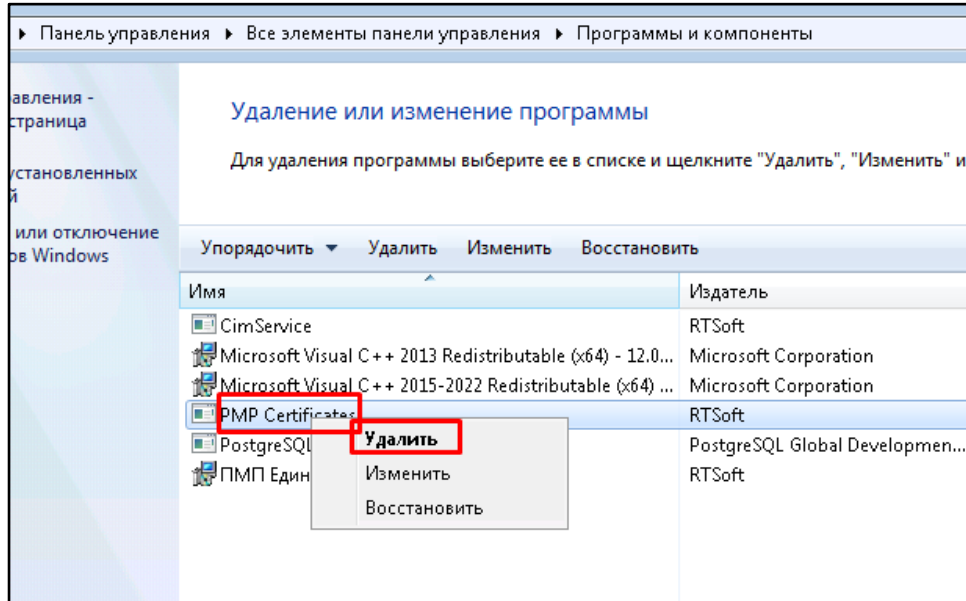 Панель управления ▸ Все элементы панели управления ▸ Программы и компоненты
авления -
страница
установленных
й
или отключение
ов Windows
Удаление или изменение программы
Для удаления программы выберите ее в списке и щелкните "Удалить", "Изменить" и
Упорядочить Удалить Изменить Восстановить
Имя Издатель
CimService RTSoft
Microsoft Visual C++ 2013 Redistributable (x64) - 12.0... Microsoft Corporation
Microsoft Visual C++ 2015-2022 Redistributable (x64) ... Microsoft Corporation
PMP Certificates RTSoft
PostgreSQL PostgreSQL Global Developmen...
ПМП Един RTSoft
Удалить
Изменить
Восстановить